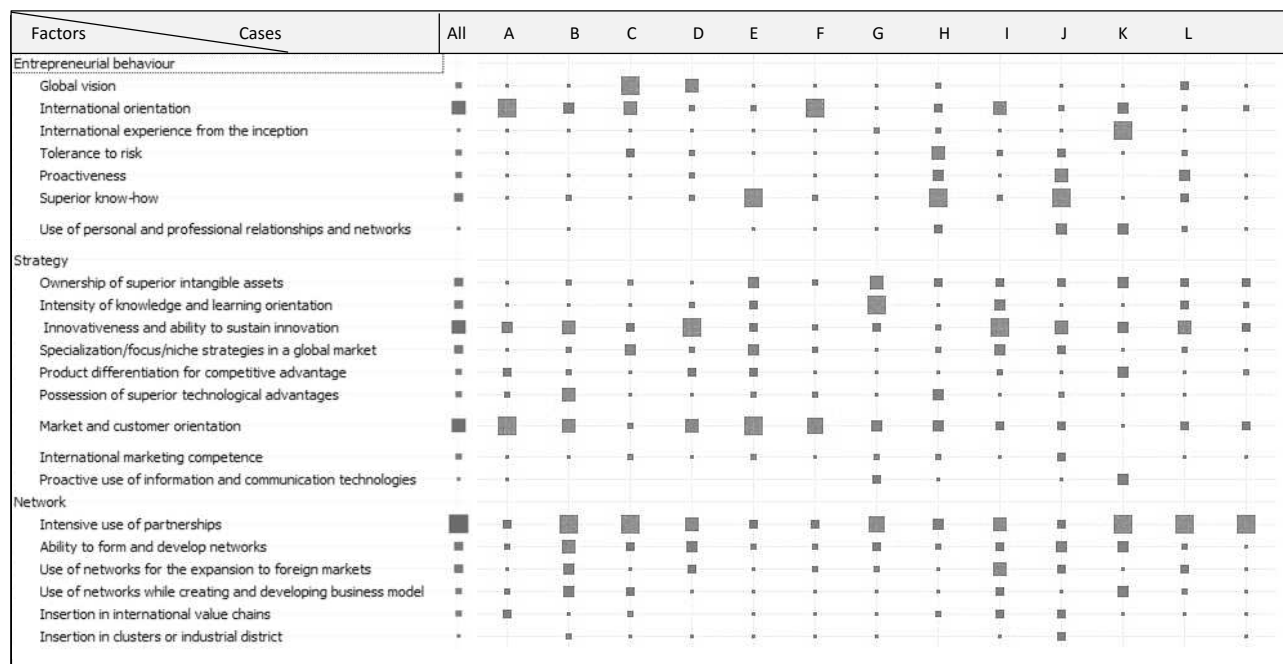 Factors Cases All A B C D E F G H I J K L
Entrepreneurial behaviour
Global vision
International orientation
International experience from the inception
Tolerance to risk
Proactiveness
Superior know-how
Use of personal and professional relationships and networks
Strategy
Ownership of superior intangible assets
Intensity of knowledge and learning orientation
Innovativeness and ability to sustain innovation
Specialization/focus/niche strategies in a global market
Product differentiation for competitive advantage
Possession of superior technological advantages
Market and customer orientation
International marketing competence
Proactive use of information and communication technologies
Network
Intensive use of partnerships
Ability to form and develop networks
Use of networks for the expansion to foreign markets
Use of networks while creating and developing business model
Insertion in international value chains
Insertion in clusters or industrial district